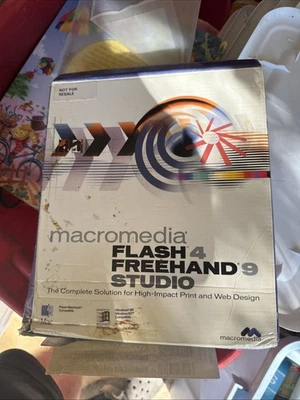 NOT FOR
RESALE
macromedia®
FLASH 4
FREEHAND® 9
STUDIO
The Complete Solution for High-Impact Print and Web Design
macromedia®